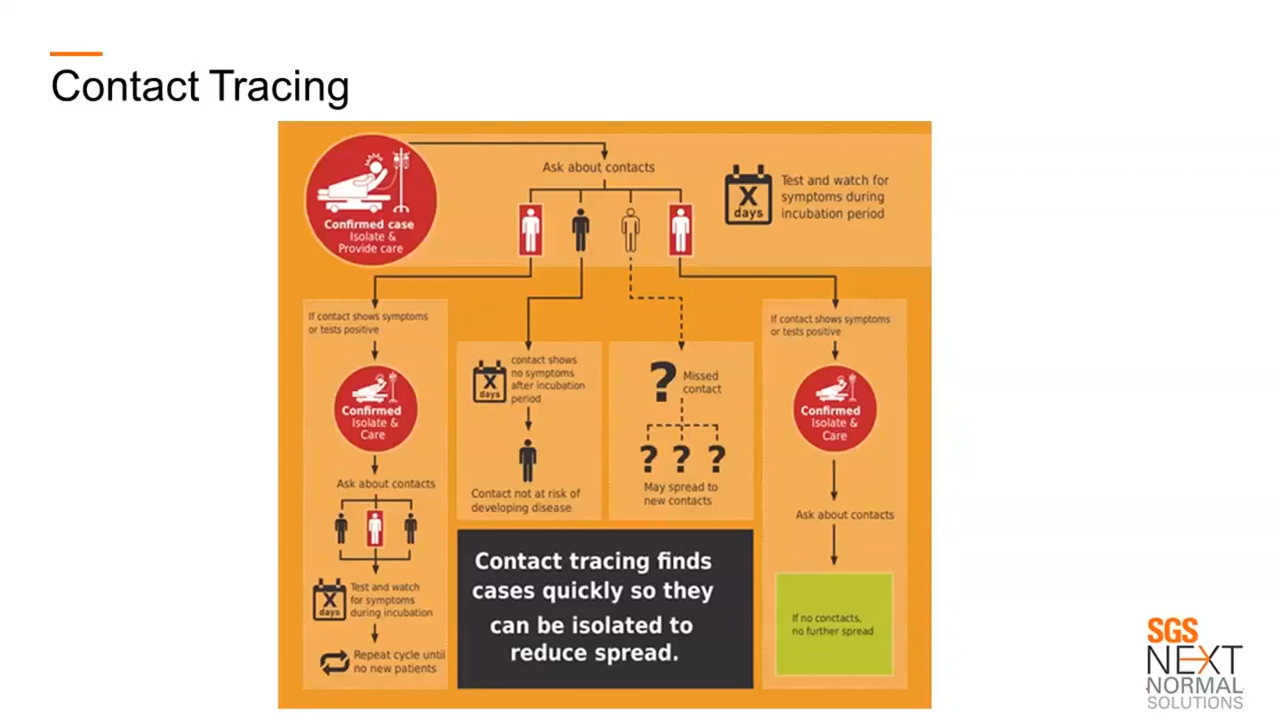 Contact Tracing
Confirmed case
Isolate &
Provide care
Ask about contacts
X
days
Test and watch for
symptoms during
incubation period
If contact shows symptoms
or tests positive
Confirmed
Isolate &
Care
Ask about contacts
X
days
Test and watch
for symptoms
during incubation
Repeat cycle until
no new patients
X
days
contact shows
no symptoms
after incubation
period
Contact not at risk of
developing disease
?
Missed
contact
? ? ?
May spread to
new contacts
If contact shows symptoms
or tests positive
Confirmed
Isolate &
Care
Ask about contacts
If no conctacts,
no further spread
Contact tracing finds
cases quickly so they
can be isolated to
reduce spread.
SGS
NEXT
NORMAL
SOLUTIONS